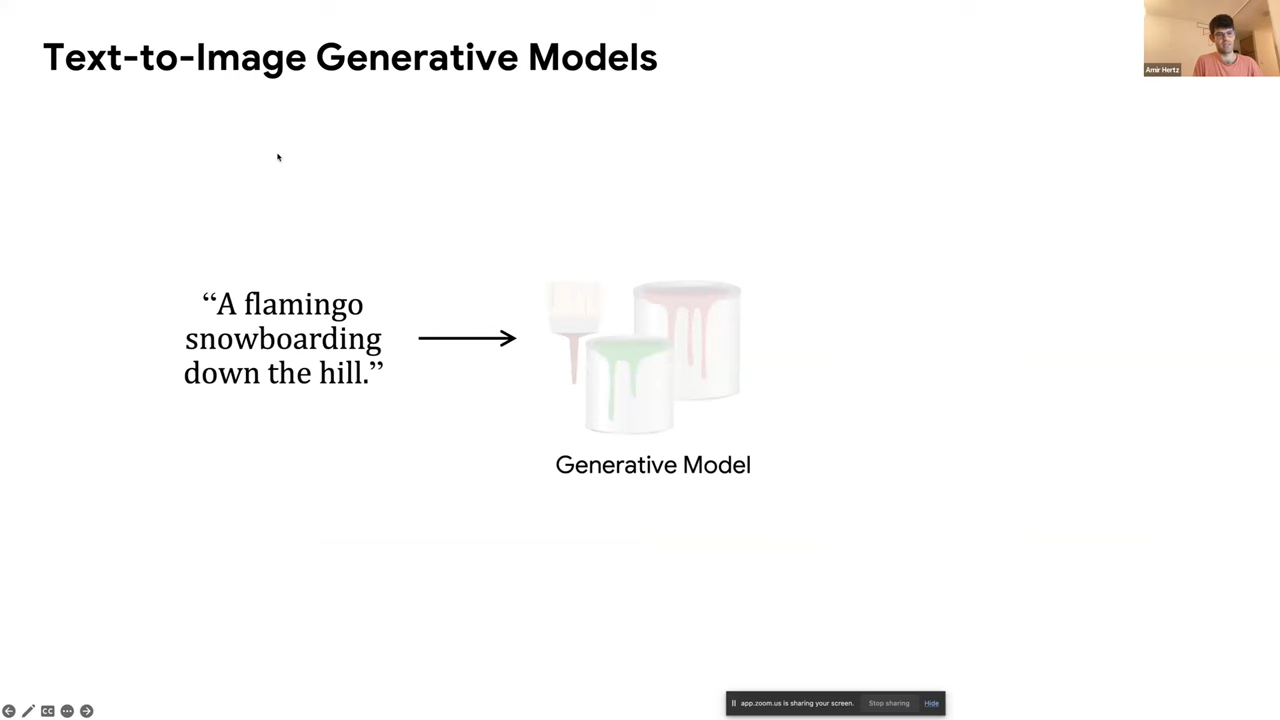 Text-to-Image Generative Models
Amir Hertz
“A flamingo
snowboarding
down the hill.”
Generative Model
app.zoom.us is sharing your screen.
Stop sharing
Hide
CC